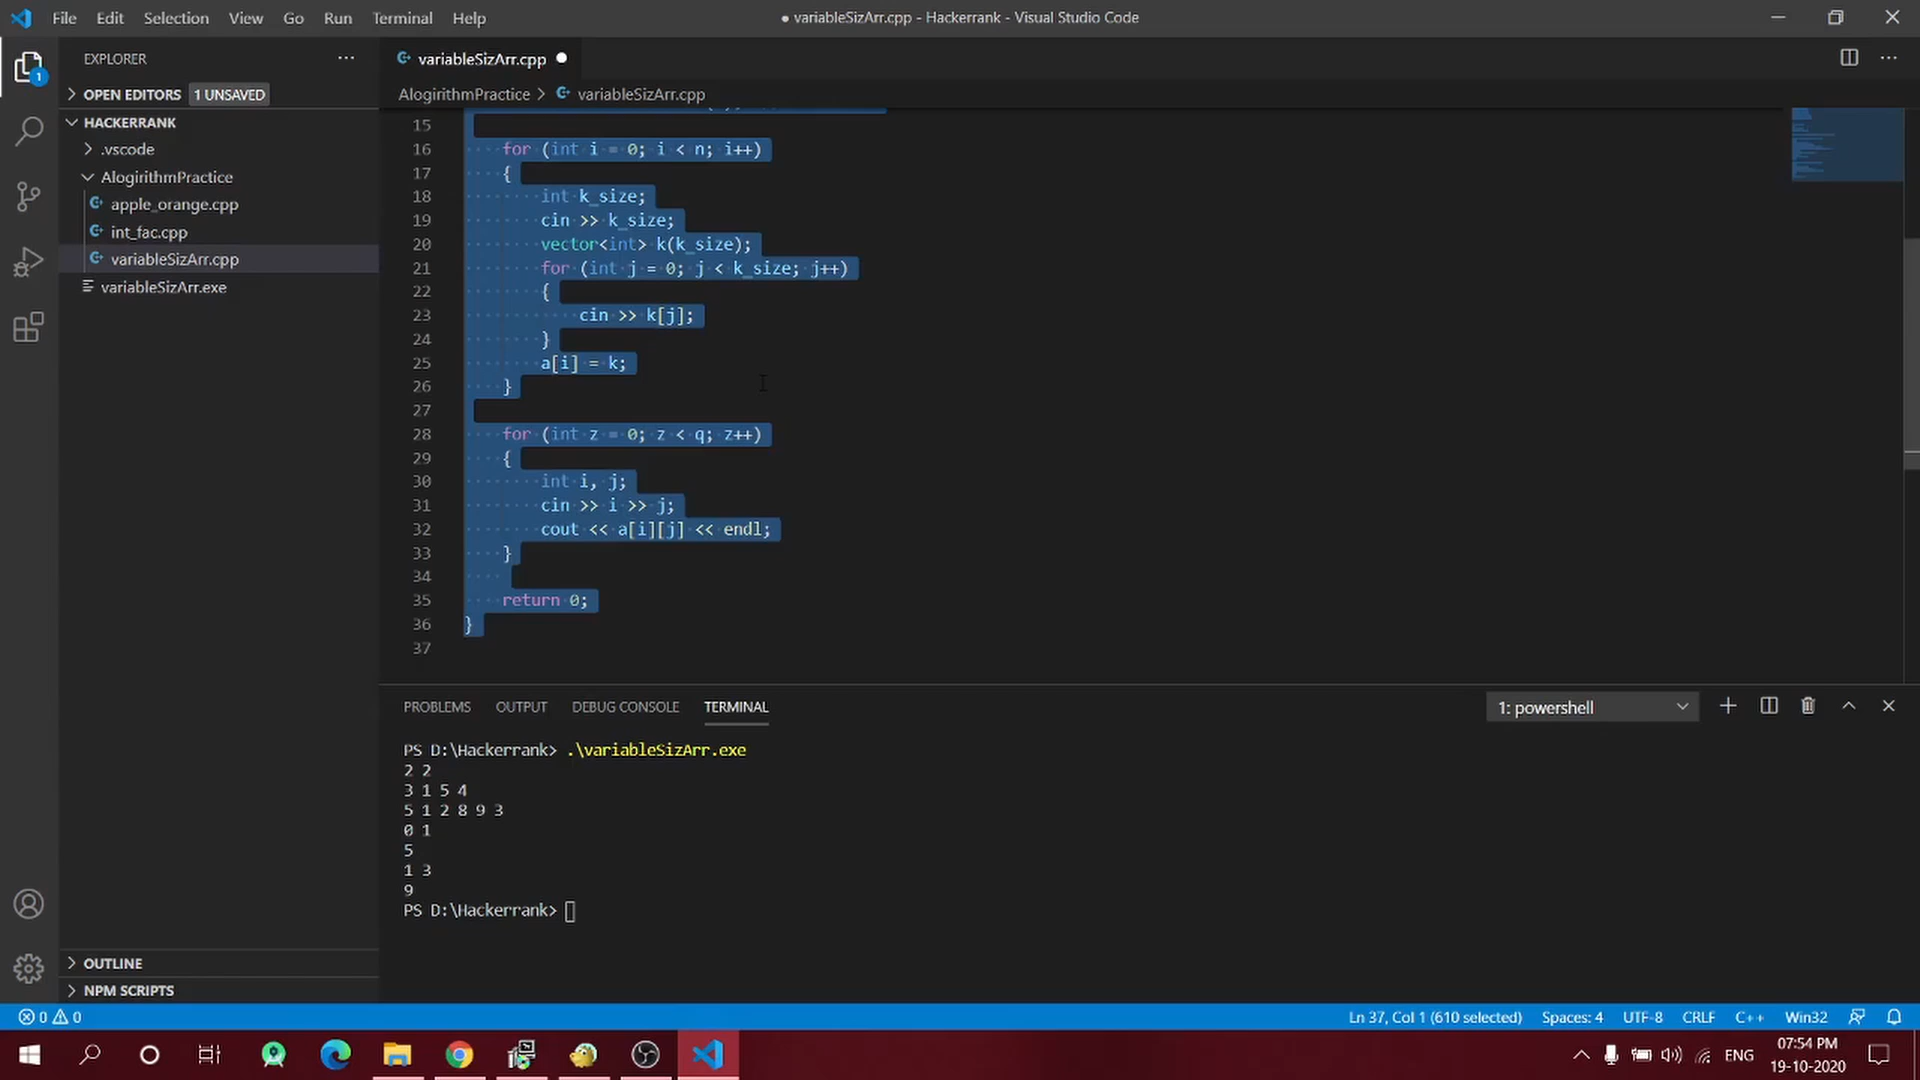 File Edit Selection View Go Run Terminal Help
● variableSizArr.cpp - Hackerrank - Visual Studio Code
EXPLORER
OPEN EDITORS 1 UNSAVED
HACKERRANK
.vscode
AlogirithmPractice
apple_orange.cpp
int_fac.cpp
variableSizArr.cpp
variableSizArr.exe
OUTLINE
NPM SCRIPTS
1
variableSizArr.cpp
AlogirithmPractice > variableSizArr.cpp
15
16 for (int i = 0; i < n; i++)
17 {
18 int k_size;
19 cin >> k_size;
20 vector<int> k(k_size);
21 for (int j = 0; j < k_size; j++)
22 {
23 cin >> k[j];
24 }
25 a[i] = k;
26 }
27
28 for (int z = 0; z < q; z++)
29 {
30 int i, j;
31 cin >> i >> j;
32 cout << a[i][j] << endl;
33 }
34
35 return 0;
36 }
37
PROBLEMS OUTPUT DEBUG CONSOLE TERMINAL
1: powershell
PS D:\Hackerrank> .\variableSizArr.exe
2 2
3 1 5 4
5 1 2 8 9 3
0 1
5
1 3
9
PS D:\Hackerrank>
0 0
Ln 37, Col 1 (610 selected) Spaces: 4 UTF-8 CRLF C++ Win32
ENG
07:54 PM
19-10-2020